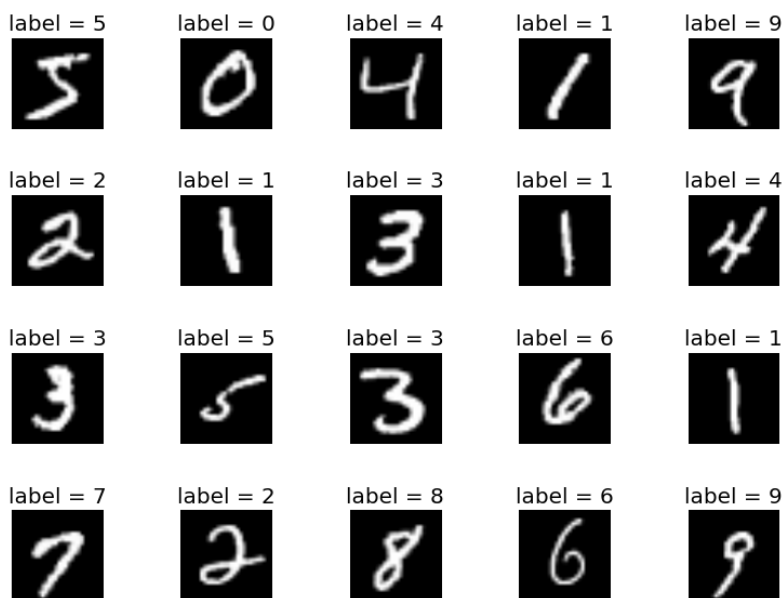 label = 5 label = 0 label = 4 label = 1 label = 9
5 0 4 1 9
label = 2 label = 1 label = 3 label = 1 label = 4
2 1 3 1 4
label = 3 label = 5 label = 3 label = 6 label = 1
3 5 3 6 1
label = 7 label = 2 label = 8 label = 6 label = 9
7 2 8 6 9